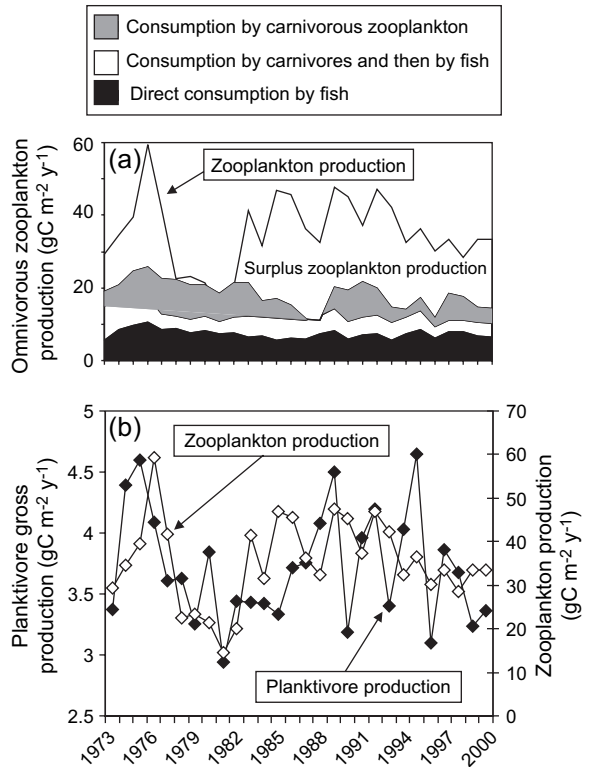 Consumption by carnivorous zooplankton
Consumption by carnivores and then by fish
Direct consumption by fish
(a)
Zooplankton production
Surplus zooplankton production
Omnivorous zooplankton
production (gC m-2 y-1)
60
40
20
0
(b)
Zooplankton production
Planktivore production
Planktivore gross
production (gC m-2 y-1)
5
4.5
4
3.5
3
2.5
70
60
50
40
30
20
10
0
Zooplankton production
(gC m-2 y-1)
1973
1976
1979
1982
1985
1988
1991
1994
1997
2000